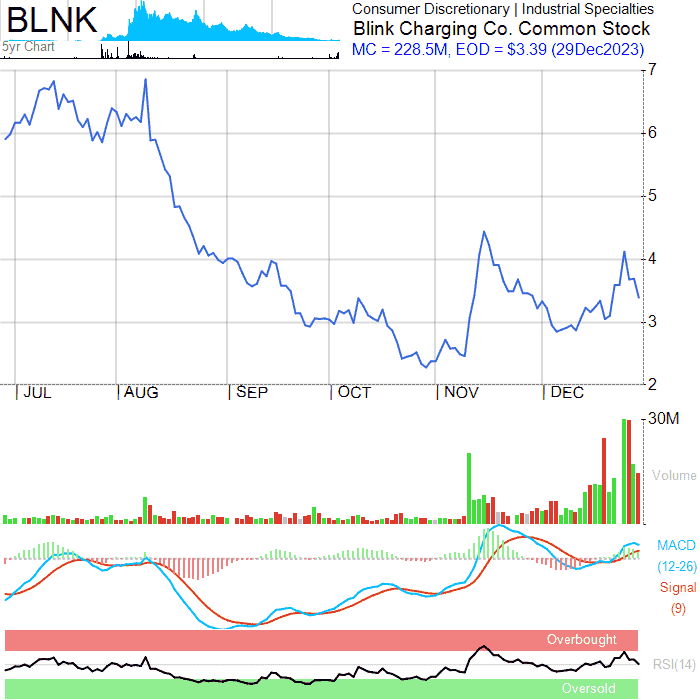 BLNK
5yr Chart
Consumer Discretionary | Industrial Specialties
Blink Charging Co. Common Stock
MC = 228.5M, EOD = $3.39 (29Dec2023)
7
6
5
4
3
2
| JUL | AUG | SEP | OCT | NOV | DEC
30M
Volume
MACD
(12-26)
Signal
(9)
Overbought
RSI(14)
Oversold